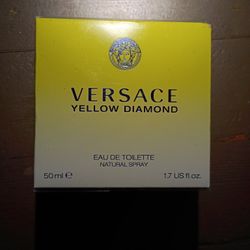 VERSACE
YELLOW DIAMOND
EAU DE TOILETTE
NATURAL SPRAY
50 ml ℮ 1.7 US fl.oz.